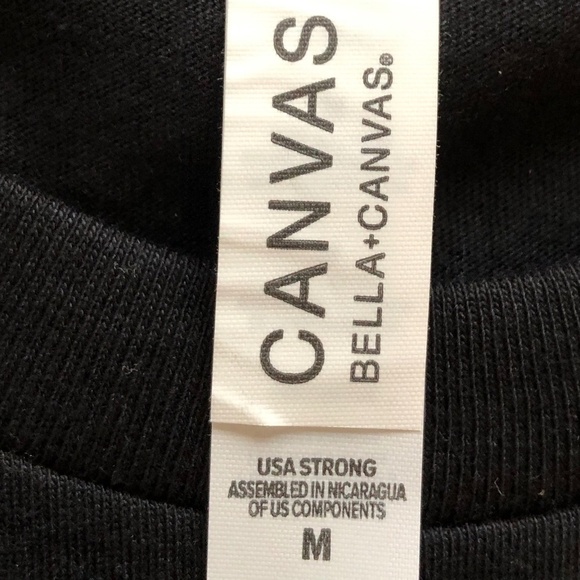 CANVAS
BELLA+CANVAS®
USA STRONG
ASSEMBLED IN NICARAGUA
OF US COMPONENTS
M